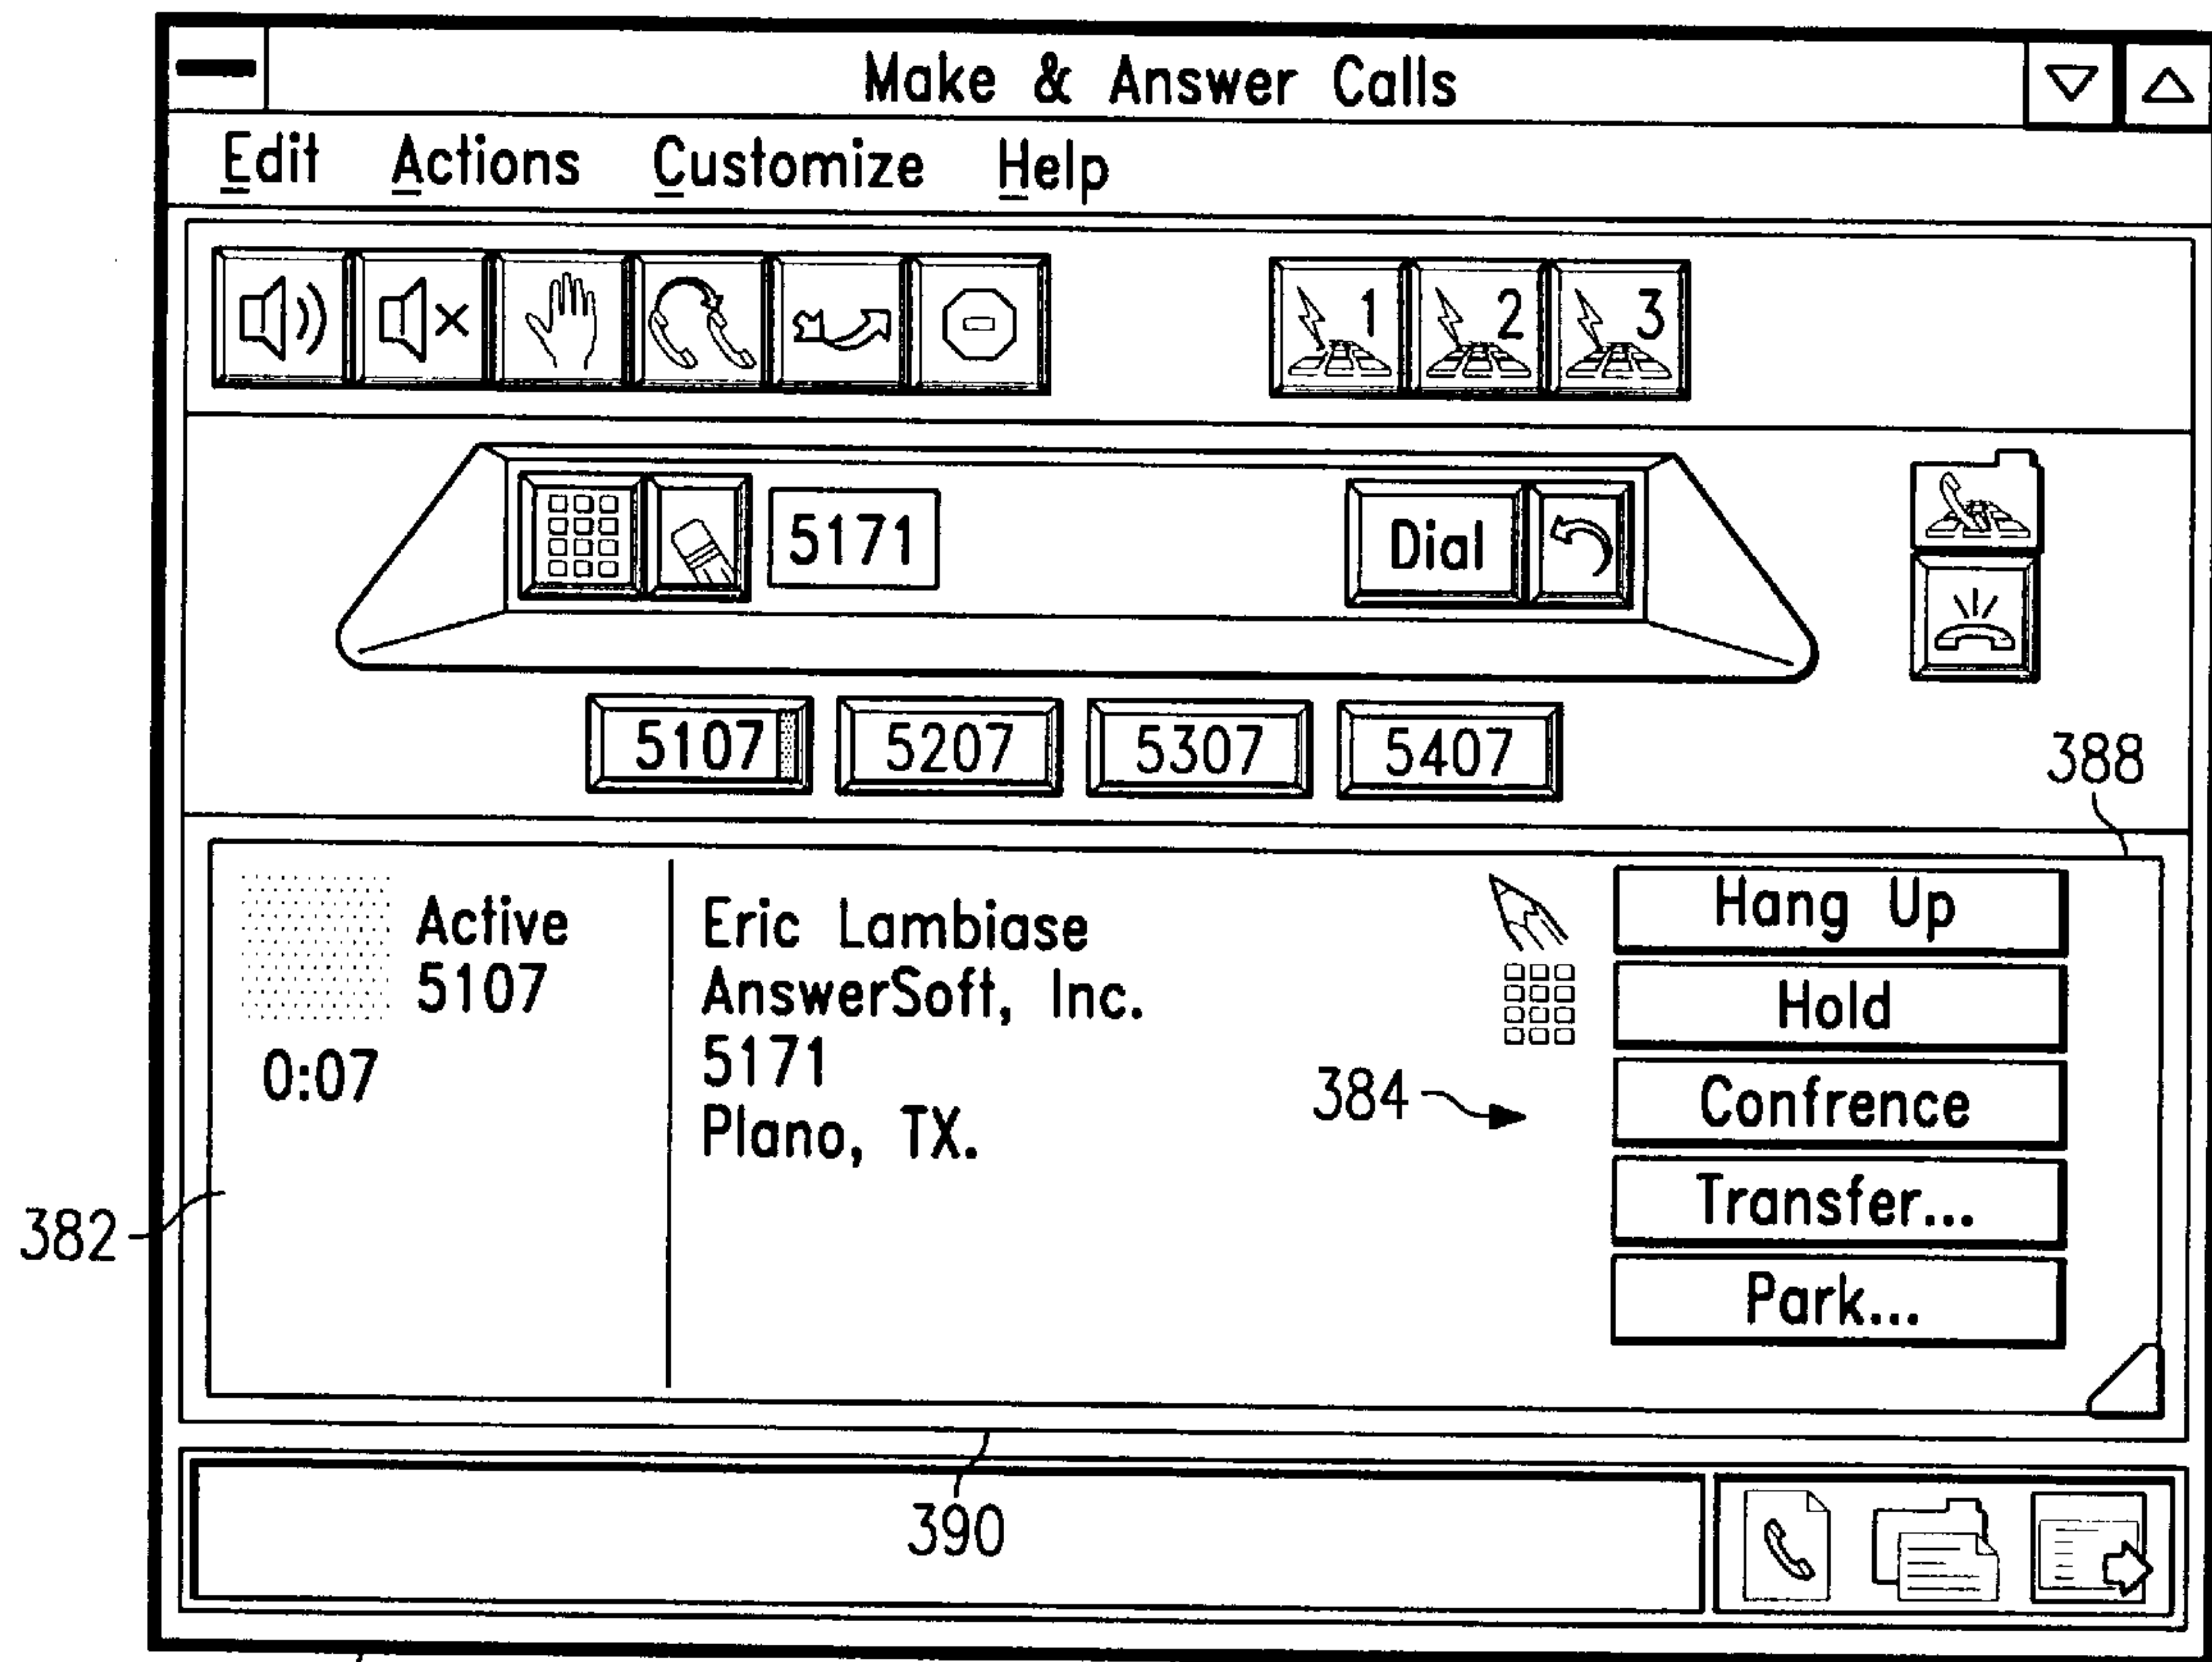 Make & Answer Calls
Edit Actions Customize Help
1 2 3
5171 Dial
5107 5207 5307 5407
388
Active
5107
0:07
Eric Lambiase
AnswerSoft, Inc.
5171
Plano, TX.
384
Hang Up
Hold
Confrence
Transfer...
Park...
382
390